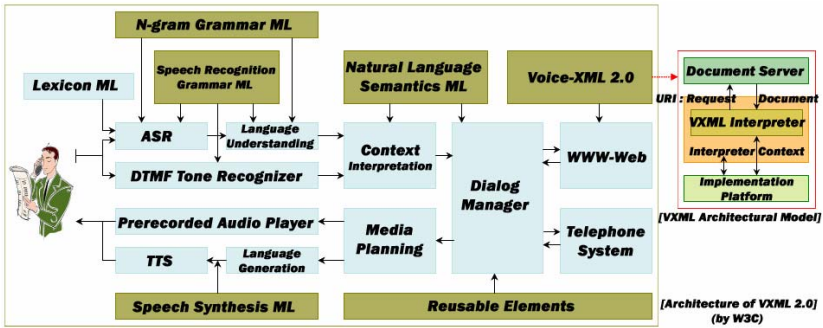 N-gram Grammar ML
Speech Recognition
Grammar ML
Natural Language
Semantics ML
Voice-XML 2.0
Lexicon ML
ASR
Language
Understanding
DTMF Tone Recognizer
Context
Interpretation
Dialog
Manager
WWW-Web
Prerecorded Audio Player
Media
Planning
Telephone
System
TTS
Language
Generation
Speech Synthesis ML
Reusable Elements
Document Server
URI : Request
Document
VXML Interpreter
Interpreter Context
Implementation
Platform
[VXML Architectural Model]
[Architecture of VXML 2.0]
(by W3C)